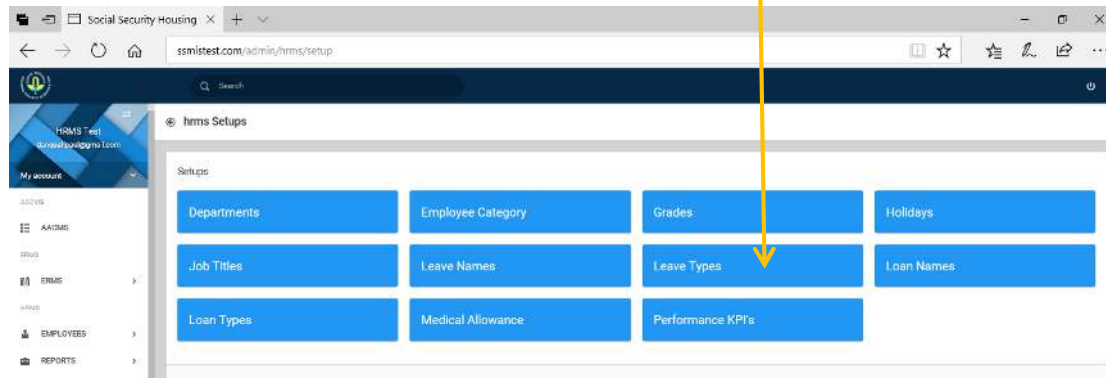 Social Security Housing
ssmistest.com/admin/hrms/setup
Search
HRMS Test
hrms Setups
My account
Setups
Departments Employee Category Grades Holidays
AACMS
Job Titles Leave Names Leave Types Loan Names
ERMS
Loan Types Medical Allowance Performance KPI's
EMPLOYEES
REPORTS